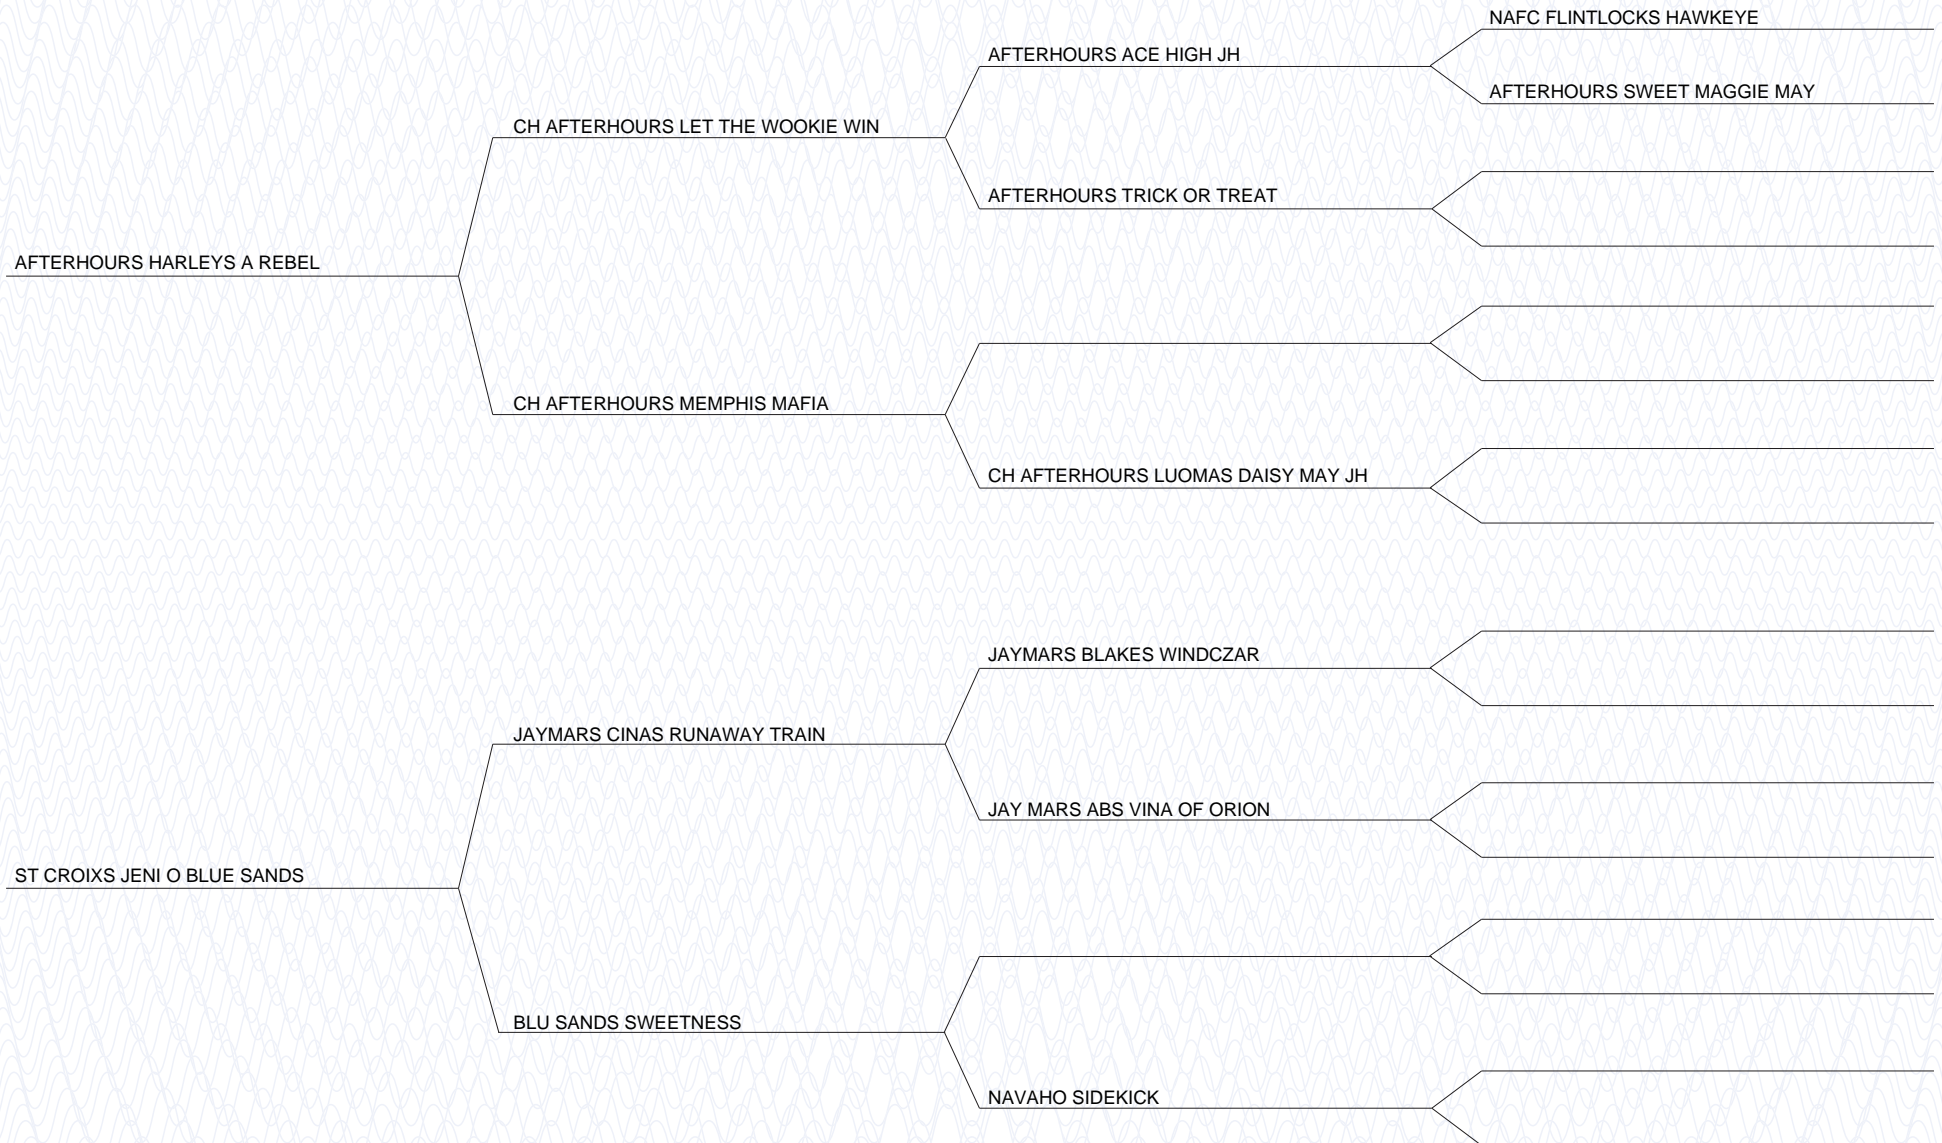 NAFC FLINTLOCKS HAWKEYE
AFTERHOURS ACE HIGH JH
AFTERHOURS SWEET MAGGIE MAY
CH AFTERHOURS LET THE WOOKIE WIN
AFTERHOURS TRICK OR TREAT
AFTERHOURS HARLEYS A REBEL
CH AFTERHOURS MEMPHIS MAFIA
CH AFTERHOURS LUOMAS DAISY MAY JH
JAYMARS BLAKES WINDCZAR
JAYMARS CINAS RUNAWAY TRAIN
JAY MARS ABS VINA OF ORION
ST CROIXS JENI O BLUE SANDS
BLU SANDS SWEETNESS
NAVAHO SIDEKICK